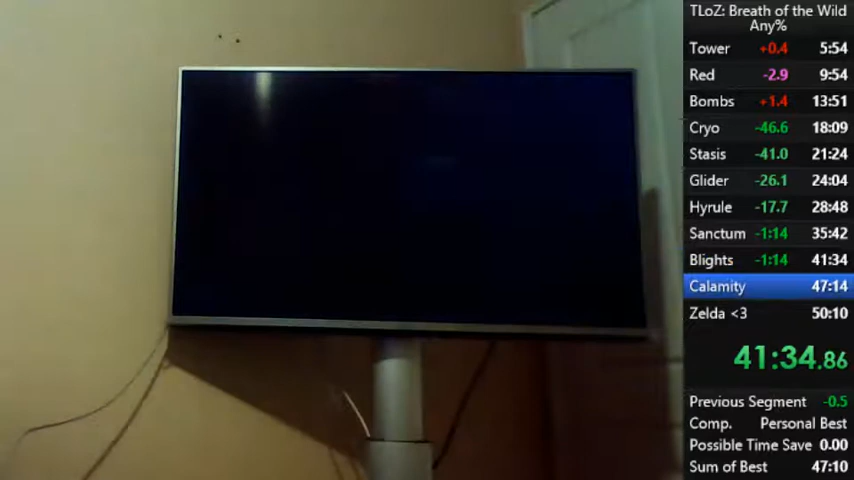 TLoZ: Breath of the Wild
Any%
Tower +0.4 5:54
Red -2.9 9:54
Bombs +1.4 13:51
Cryo -46.6 18:09
Stasis -41.0 21:24
Glider -26.1 24:04
Hyrule -17.7 28:48
Sanctum -1:14 35:42
Blights -1:14 41:34
Calamity 47:14
Zelda <3 50:10
41:34.86
Previous Segment -0.5
Comp. Personal Best
Possible Time Save 0.00
Sum of Best 47:10